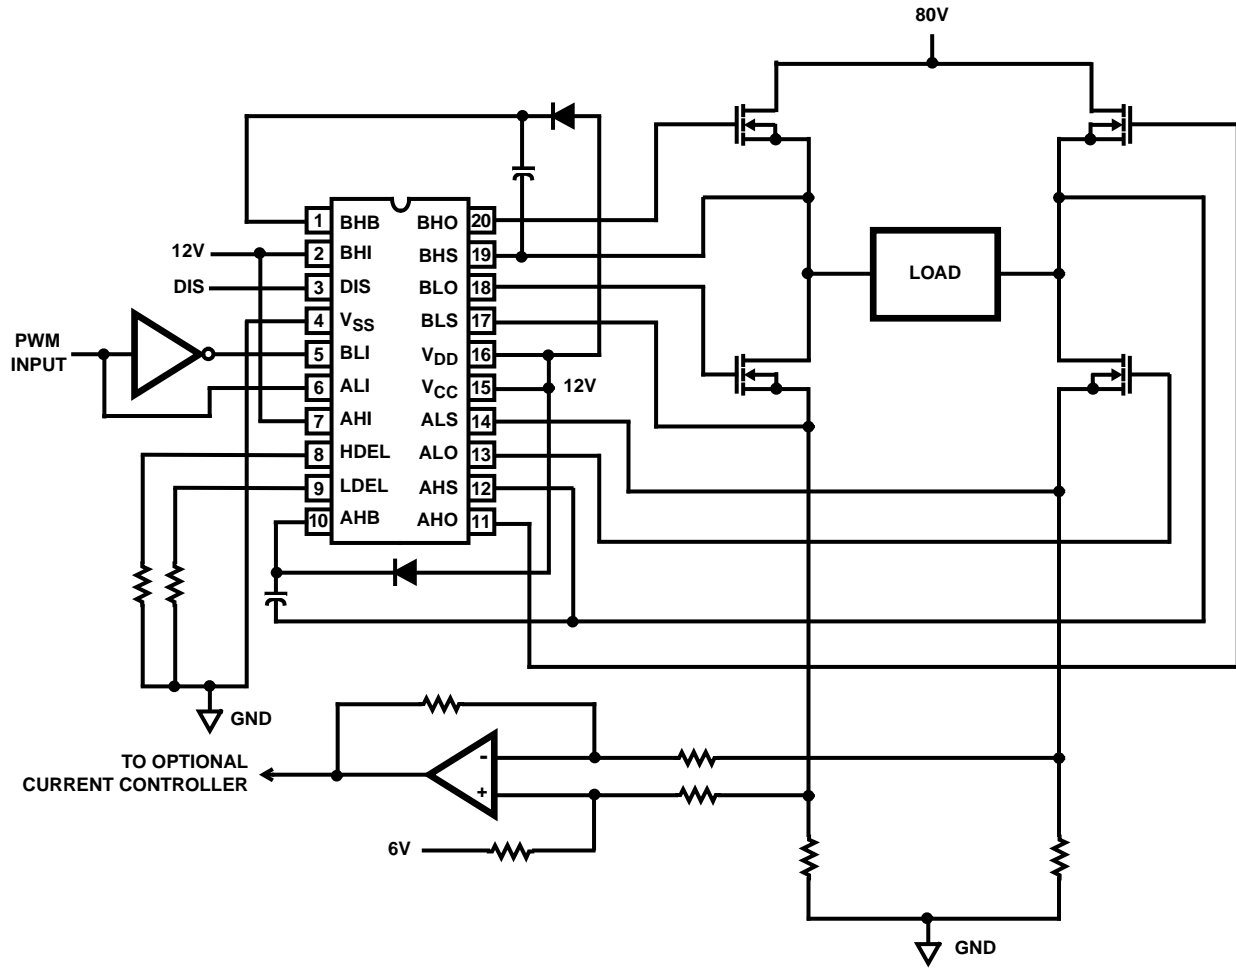 80V
1 BHB BHO 20
12V 2 BHI BHS 19
DIS 3 DIS BLO 18
4 VSS BLS 17
PWM
INPUT
5 BLI VDD 16
6 ALI VCC 15 12V
7 AHI ALS 14
8 HDEL ALO 13
9 LDEL AHS 12
10 AHB AHO 11
LOAD
GND
TO OPTIONAL
CURRENT CONTROLLER
-
+
6V
GND